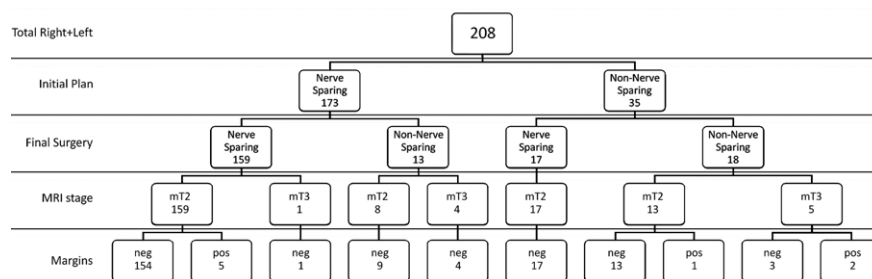 Total Right+Left
208
Initial Plan
Nerve
Sparing
173
Non-Nerve
Sparing
35
Final Surgery
Nerve
Sparing
159
Non-Nerve
Sparing
13
Nerve
Sparing
17
Non-Nerve
Sparing
18
MRI stage
mT2
159
mT3
1
mT2
8
mT3
4
mT2
17
mT2
13
mT3
5
Margins
neg
154
pos
5
neg
1
neg
9
neg
4
neg
17
neg
13
pos
1
neg
3
pos
2